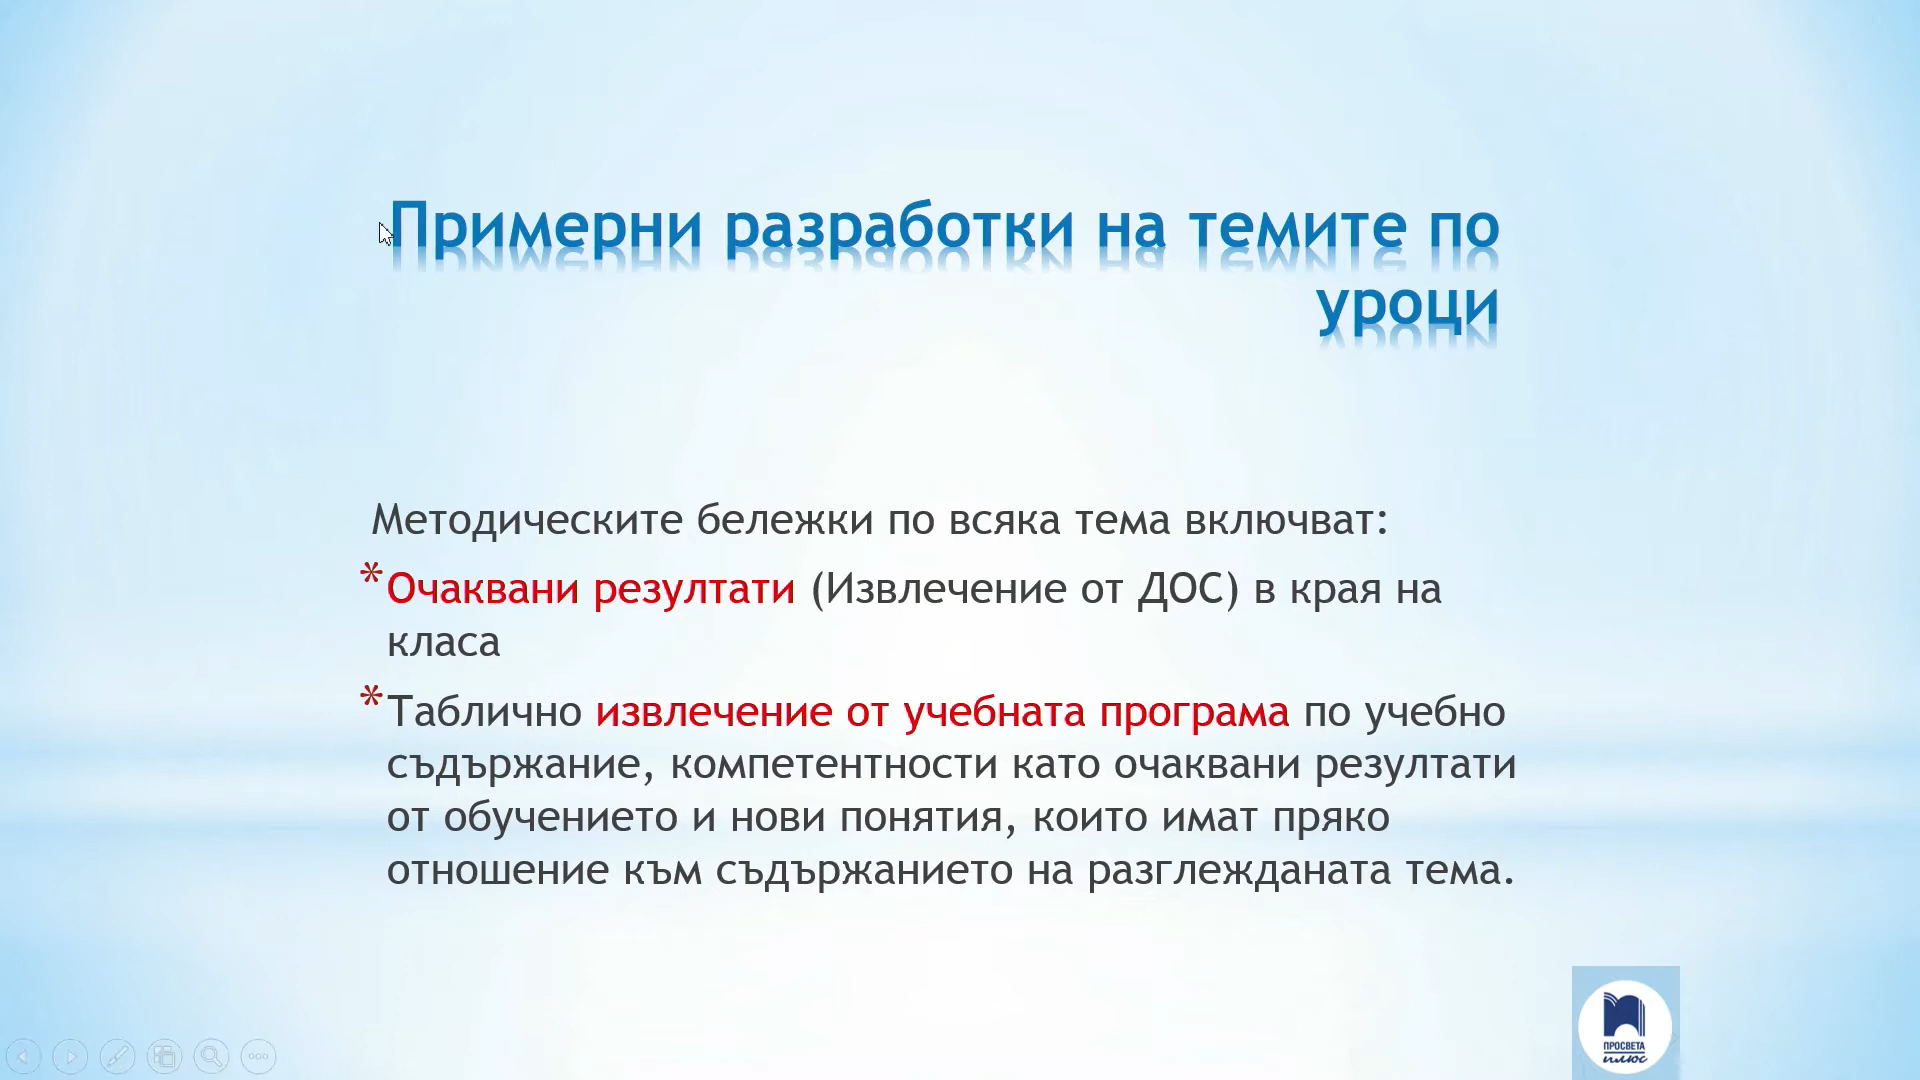 Примерни разработки на темите по
уроци
Методическите бележки по всяка тема включват:
* Очаквани резултати (Извлечение от ДОС) в края на
класа
* Таблично извлечение от учебната програма по учебно
съдържание, компетентности като очаквани резултати
от обучението и нови понятия, които имат пряко
отношение към съдържанието на разглежданата тема.
ПРОСВЕТА
плюс